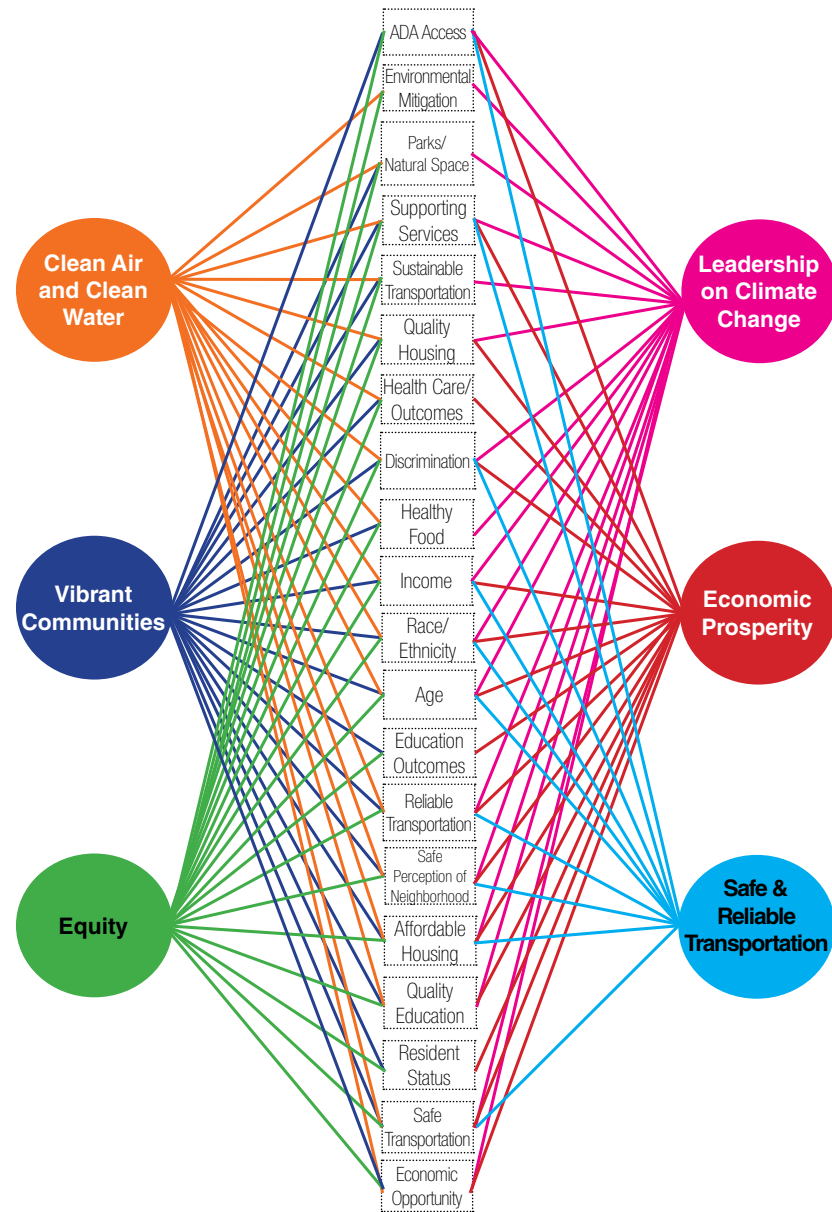 ADA Access
Environmental
Mitigation
Parks/
Natural Space
Supporting
Services
Sustainable
Transportation
Quality
Housing
Health Care/
Outcomes
Discrimination
Healthy
Food
Income
Race/
Ethnicity
Age
Education
Outcomes
Reliable
Transportation
Safe
Perception of
Neighborhood
Affordable
Housing
Quality
Education
Resident
Status
Safe
Transportation
Economic
Opportunity
Clean Air
and Clean
Water
Vibrant
Communities
Equity
Leadership
on Climate
Change
Economic
Prosperity
Safe &
Reliable
Transportation